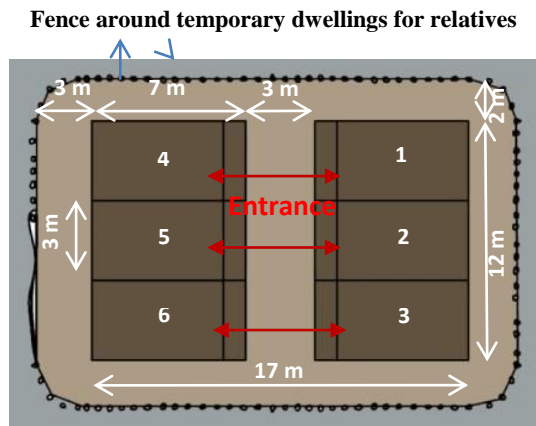 Fence around temporary dwellings for relatives
3 m 7 m 3 m
2 m
4 1
Entrance
3 m 5 2 12 m
6 3
17 m